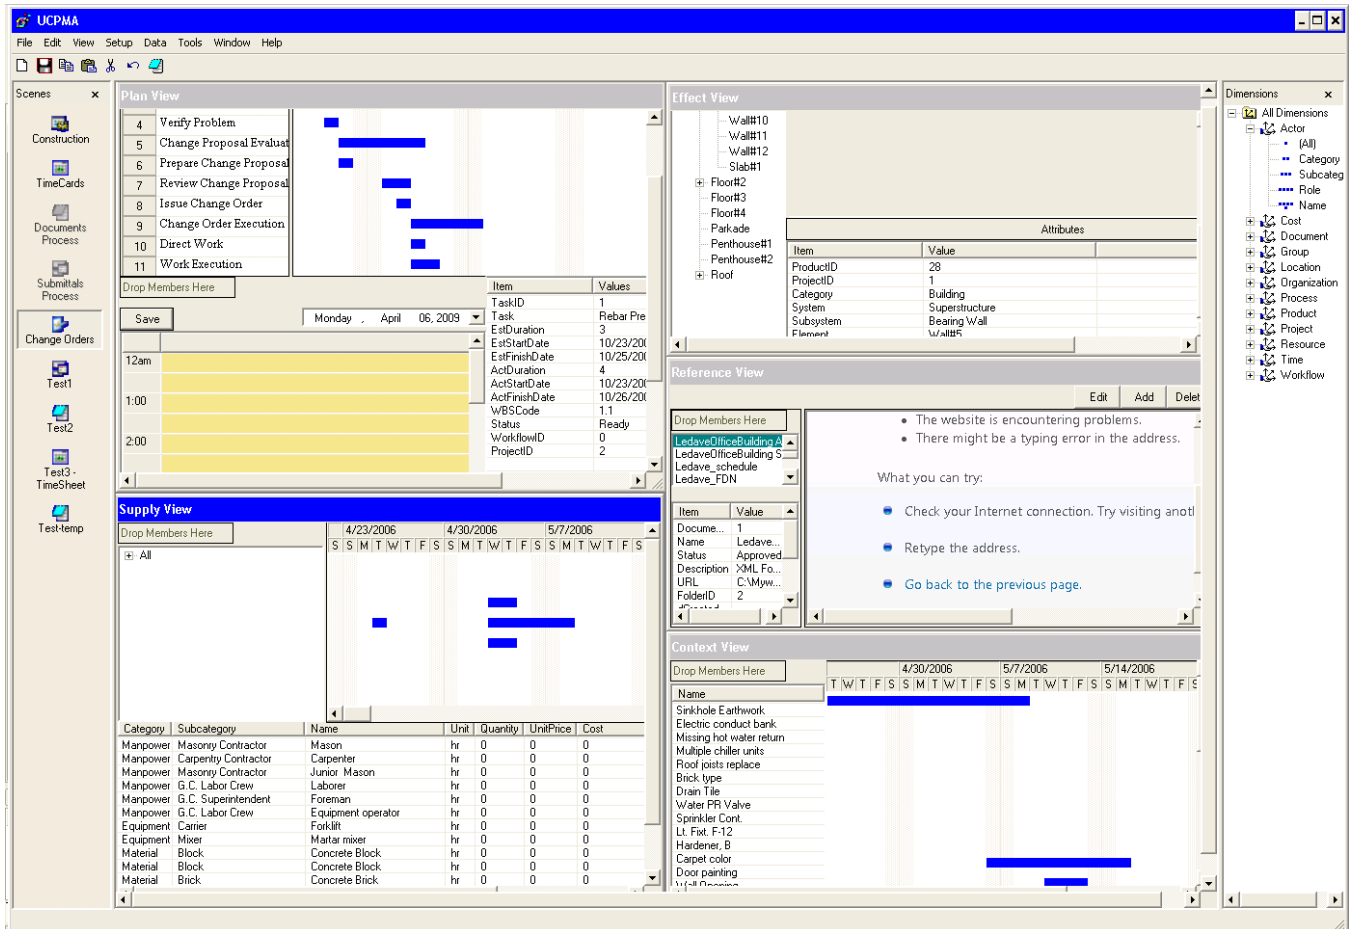 UCPMA
File Edit View Setup Data Tools Window Help
Scenes x
Construction
TimeCards
Documents
Process
Submittals
Process
Change Orders
Test1
Test2
Test3 -
TimeSheet
Test-temp
Plan View
4 Verify Problem
5 Change Proposal Evaluat
6 Prepare Change Proposal
7 Review Change Proposal
8 Issue Change Order
9 Change Order Execution
10 Direct Work
11 Work Execution
Drop Members Here
Save
Monday , April 06, 2009
12am
1:00
2:00
Item Values
TaskID 1
Task Rebar Pre
EstDuration 3
EstStartDate 10/23/200
EstFinishDate 10/25/200
ActDuration 4
ActStartDate 10/23/200
ActFinishDate 10/26/200
WBSCode 1.1
Status Ready
WorkflowID 0
ProjectID 2
Supply View
Drop Members Here
All
4/23/2006 4/30/2006 5/7/2006
S S M T W T F S S M T W T F S S M T W T F S
Category Subcategory Name Unit Quantity UnitPrice Cost
Manpower Masonry Contractor Mason hr 0 0 0
Manpower Carpentry Contractor Carpenter hr 0 0 0
Manpower Masonry Contractor Junior Mason hr 0 0 0
Manpower G.C. Labor Crew Laborer hr 0 0 0
Manpower G.C. Superintendent Foreman hr 0 0 0
Manpower G.C. Labor Crew Equipment operator hr 0 0 0
Equipment Carrier Forklift hr 0 0 0
Equipment Mixer Martar mixer hr 0 0 0
Material Block Concrete Block hr 0 0 0
Material Block Concrete Block hr 0 0 0
Material Brick Concrete Brick hr 0 0 0
Effect View
Wall#10
Wall#11
Wall#12
Slab#1
Floor#2
Floor#3
Floor#4
Parkade
Penthouse#1
Penthouse#2
Roof
Attributes
Item Value
ProductID 28
ProjectID 1
Category Building
System Superstructure
Subsystem Bearing Wall
Element Wall#5
Reference View
Edit Add Delet
Drop Members Here
LedaveOfficeBuilding A
LedaveOfficeBuilding S
Ledave_schedule
Ledave_FDN
Item Value
Docume... 1
Name Ledave...
Status Approved
Description XML Fo...
URL C:\Myw...
FolderID 2
• The website is encountering problems.
• There might be a typing error in the address.
What you can try:
Check your Internet connection. Try visiting anotl
Retype the address.
Go back to the previous page.
Context View
Drop Members Here
4/30/2006 5/7/2006 5/14/2006
T W T F S S M T W T F S S M T W T F S S M T W T F S
Name
Sinkhole Earthwork
Electric conduct bank
Missing hot water return
Multiple chiller units
Roof joists replace
Brick type
Drain Tile
Water PR Valve
Sprinkler Cont.
Lt. Fixt. F-12
Hardener, B
Carpet color
Door painting
Wall Opening
Dimensions x
All Dimensions
Actor
(All)
Category
Subcateg
Role
Name
Cost
Document
Group
Location
Organization
Process
Product
Project
Resource
Time
Workflow